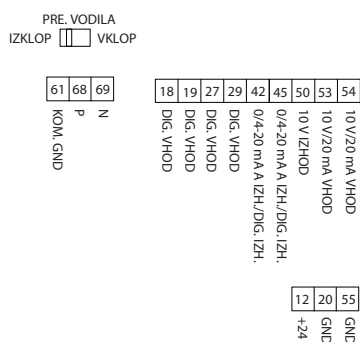 PRE. VODILA
IZKLOP VKLOP
61 68 69
KOM. GND
P
N
18 19 27 29 42 45 50 53 54
DIG. VHOD
DIG. VHOD
DIG. VHOD
DIG. VHOD
0/4-20 mA A IZH./DIG. IZH.
0/4-20 mA A IZH./DIG. IZH.
10 V IZHOD
10 V/20 mA VHOD
10 V/20 mA VHOD
12 20 55
+24
GND
GND